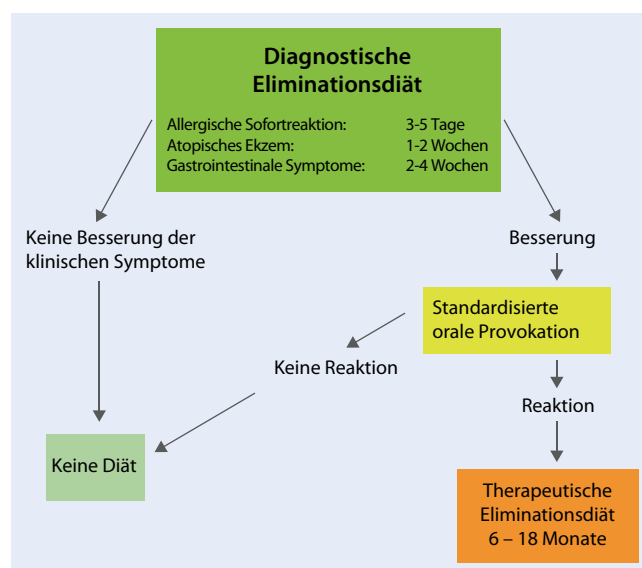 Diagnostische
Eliminationsdiät
Allergische Sofortreaktion: 3-5 Tage
Atopisches Ekzem: 1-2 Wochen
Gastrointestinale Symptome: 2-4 Wochen
Keine Besserung der
klinischen Symptome
Besserung
Standardisierte
orale Provokation
Keine Reaktion
Reaktion
Keine Diät
Therapeutische
Eliminationsdiät
6 – 18 Monate